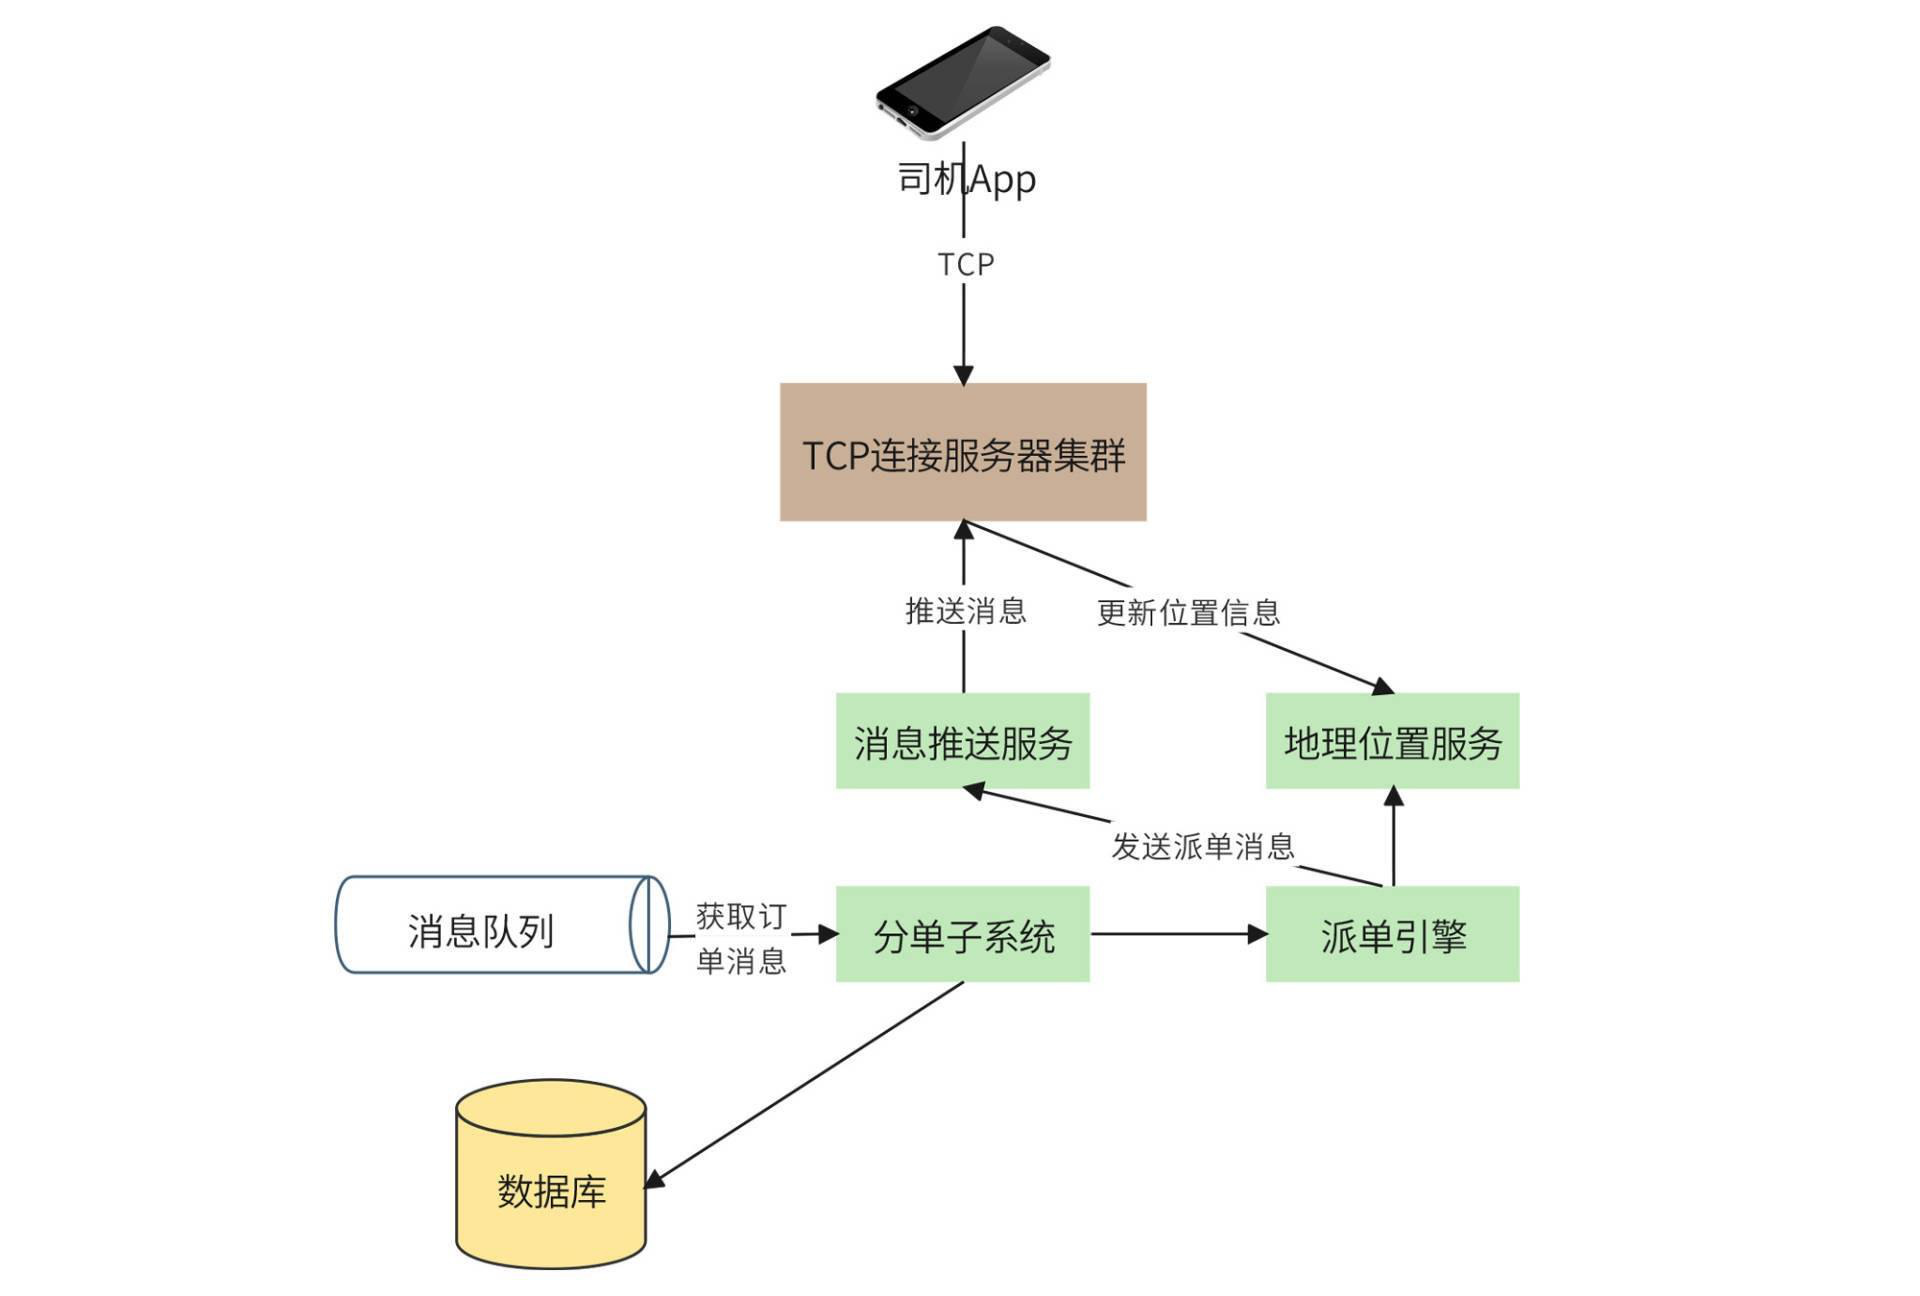 司机App
TCP
TCP连接服务器集群
推送消息
更新位置信息
消息推送服务
地理位置服务
发送派单消息
消息队列
获取订
单消息
分单子系统
派单引擎
数据库